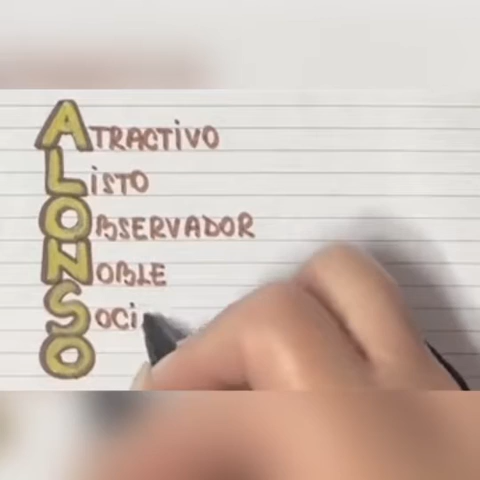 ATRACTIVO
LISTO
OBSERVADOR
NOBLE
SOCI
O